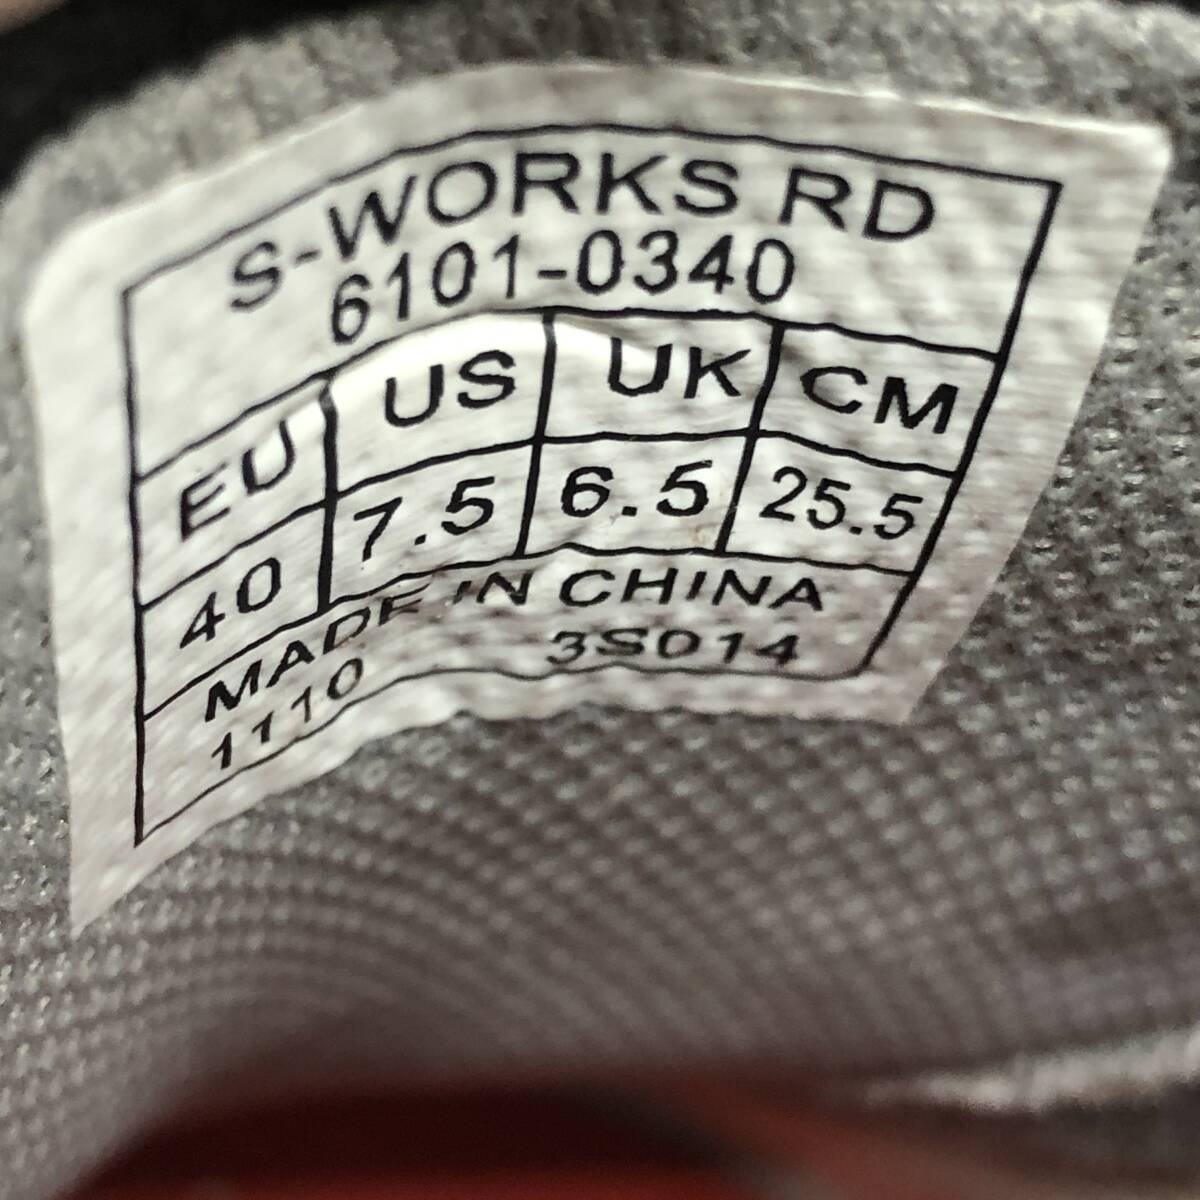 S-WORKS RD
6101-0340
EU US UK CM
40 7.5 6.5 25.5
MADE IN CHINA
1110 3S014